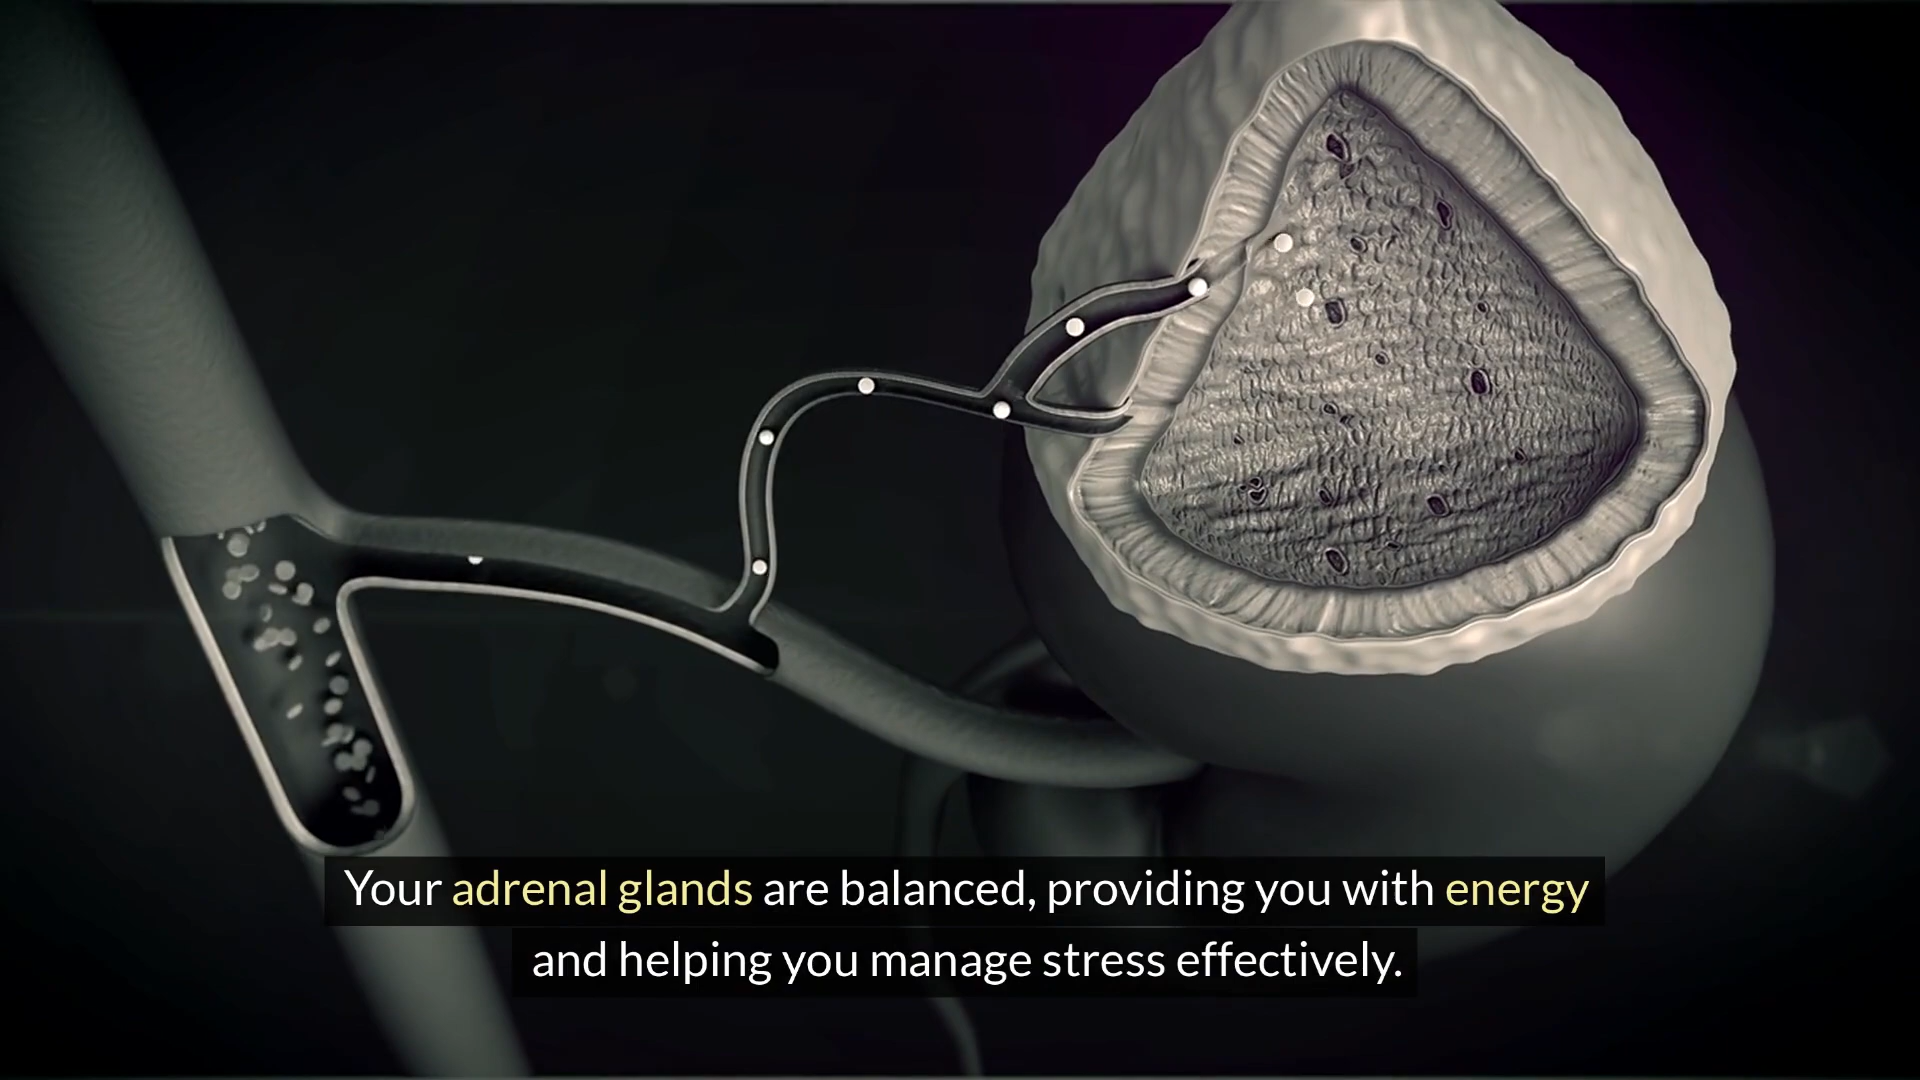 Your adrenal glands are balanced, providing you with energy
and helping you manage stress effectively.